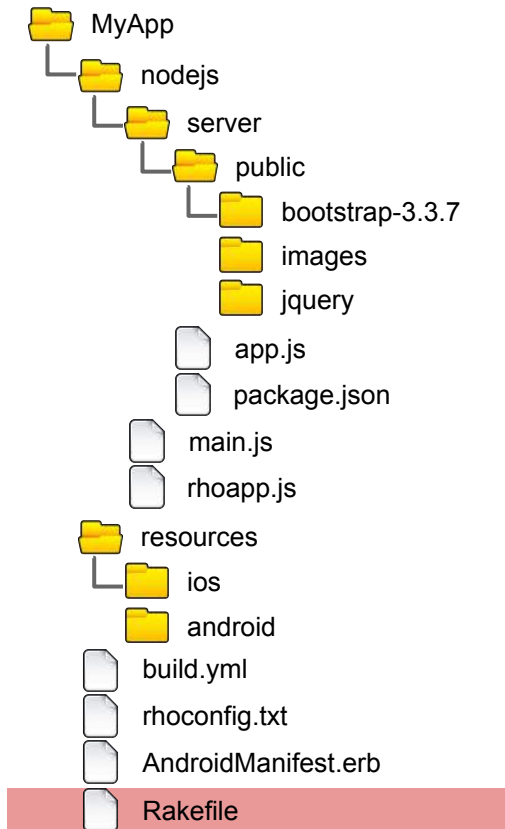 MyApp
nodejs
server
public
bootstrap-3.3.7
images
jquery
app.js
package.json
main.js
rhoapp.js
resources
ios
android
build.yml
rhoconfig.txt
AndroidManifest.erb
Rakefile